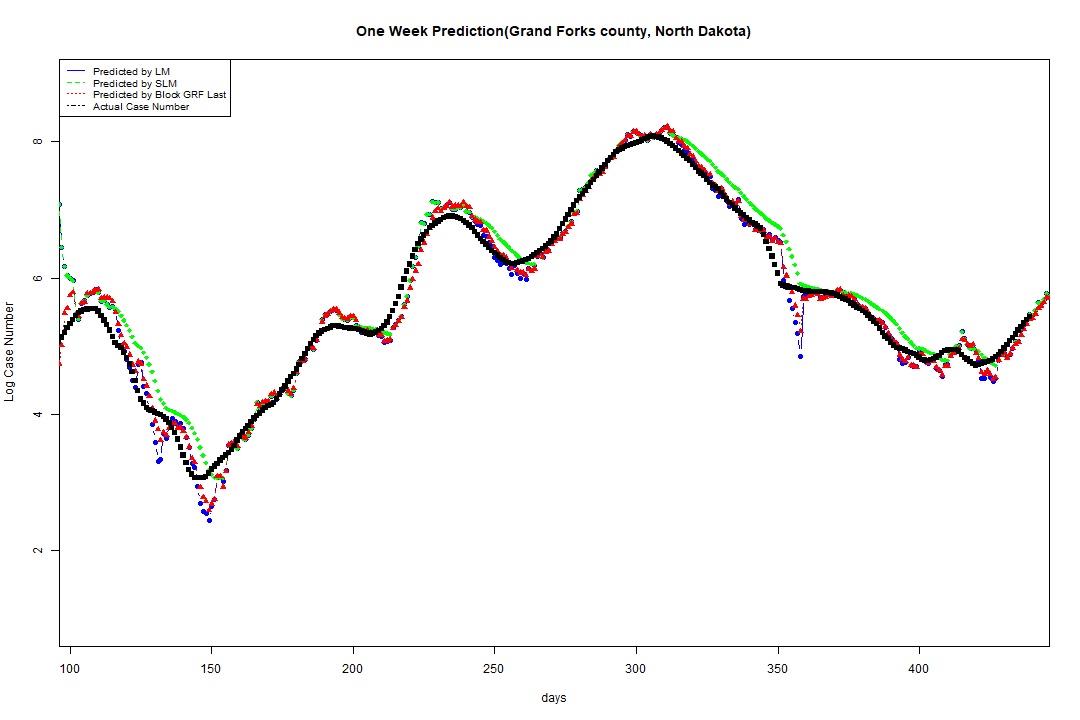 One Week Prediction(Grand Forks county, North Dakota)
Predicted by LM
Predicted by SLM
Predicted by Block GRF Last
Actual Case Number
8
6
4
2
Log Case Number
100 150 200 250 300 350 400
days